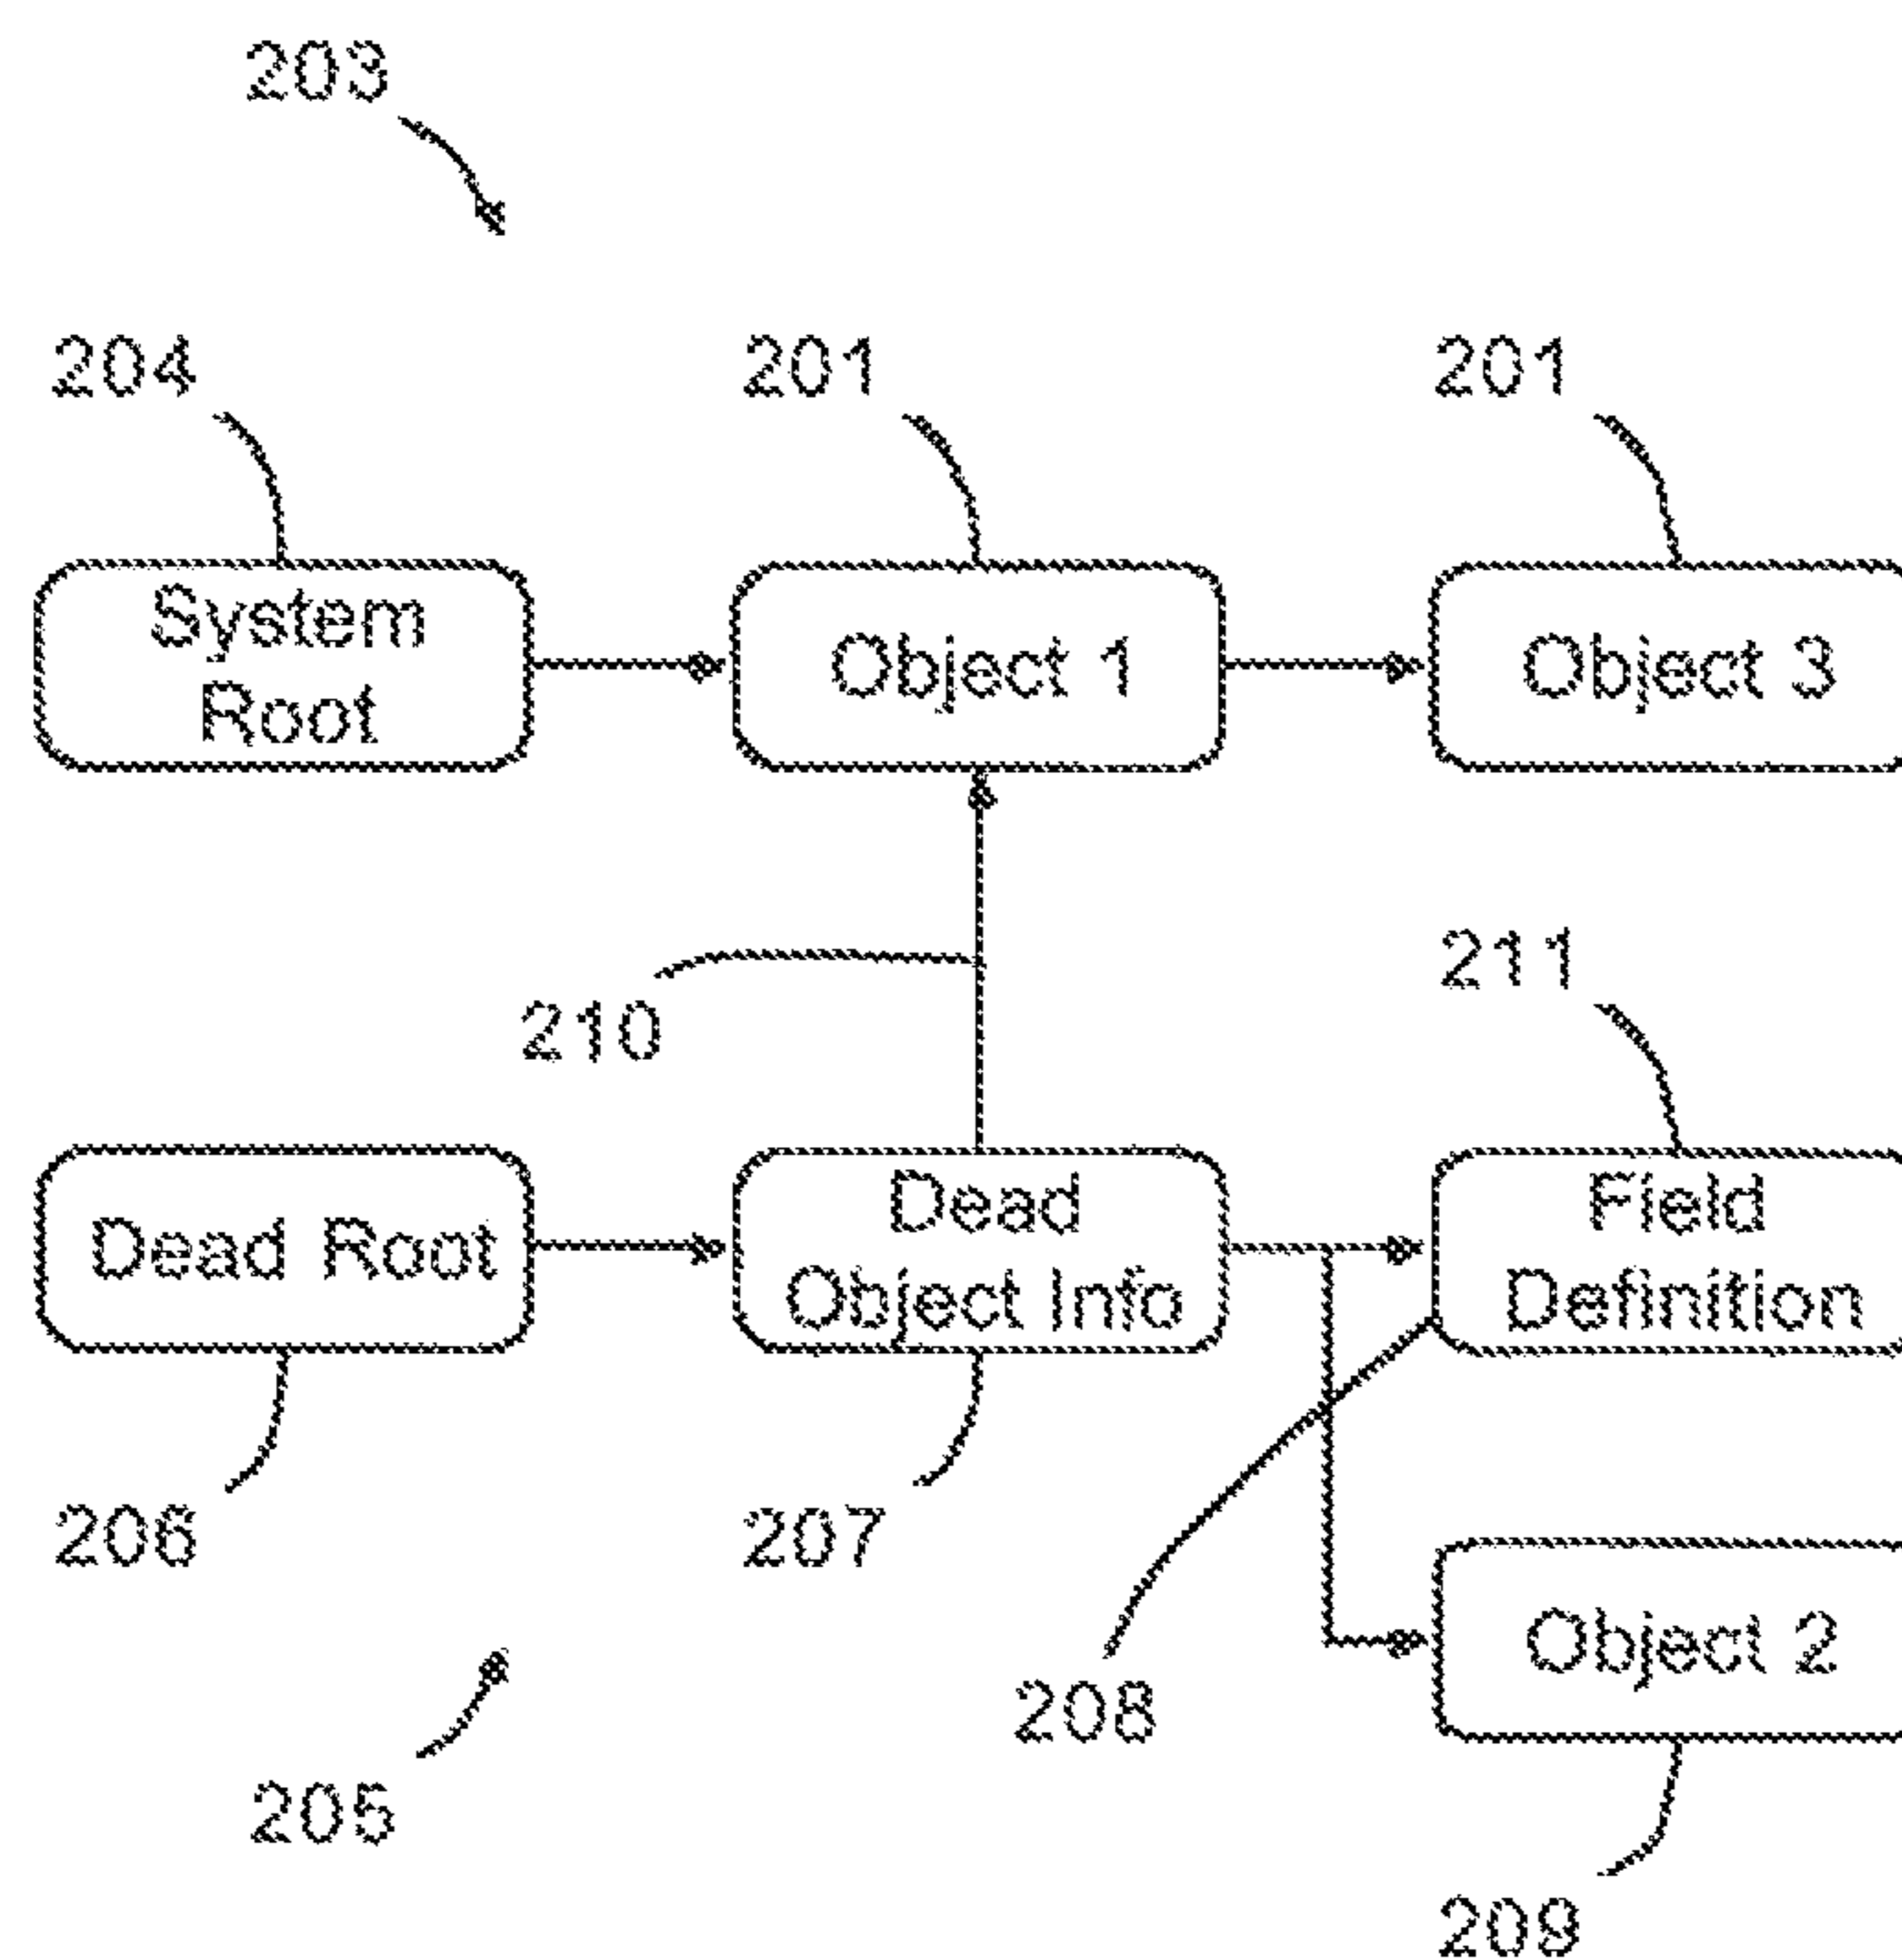 203
204
201
201
System
Root
Object 1
Object 3
210
211
Dead Root
Dead
Object Info
Field
Definition
206
207
208
Object 2
205
209